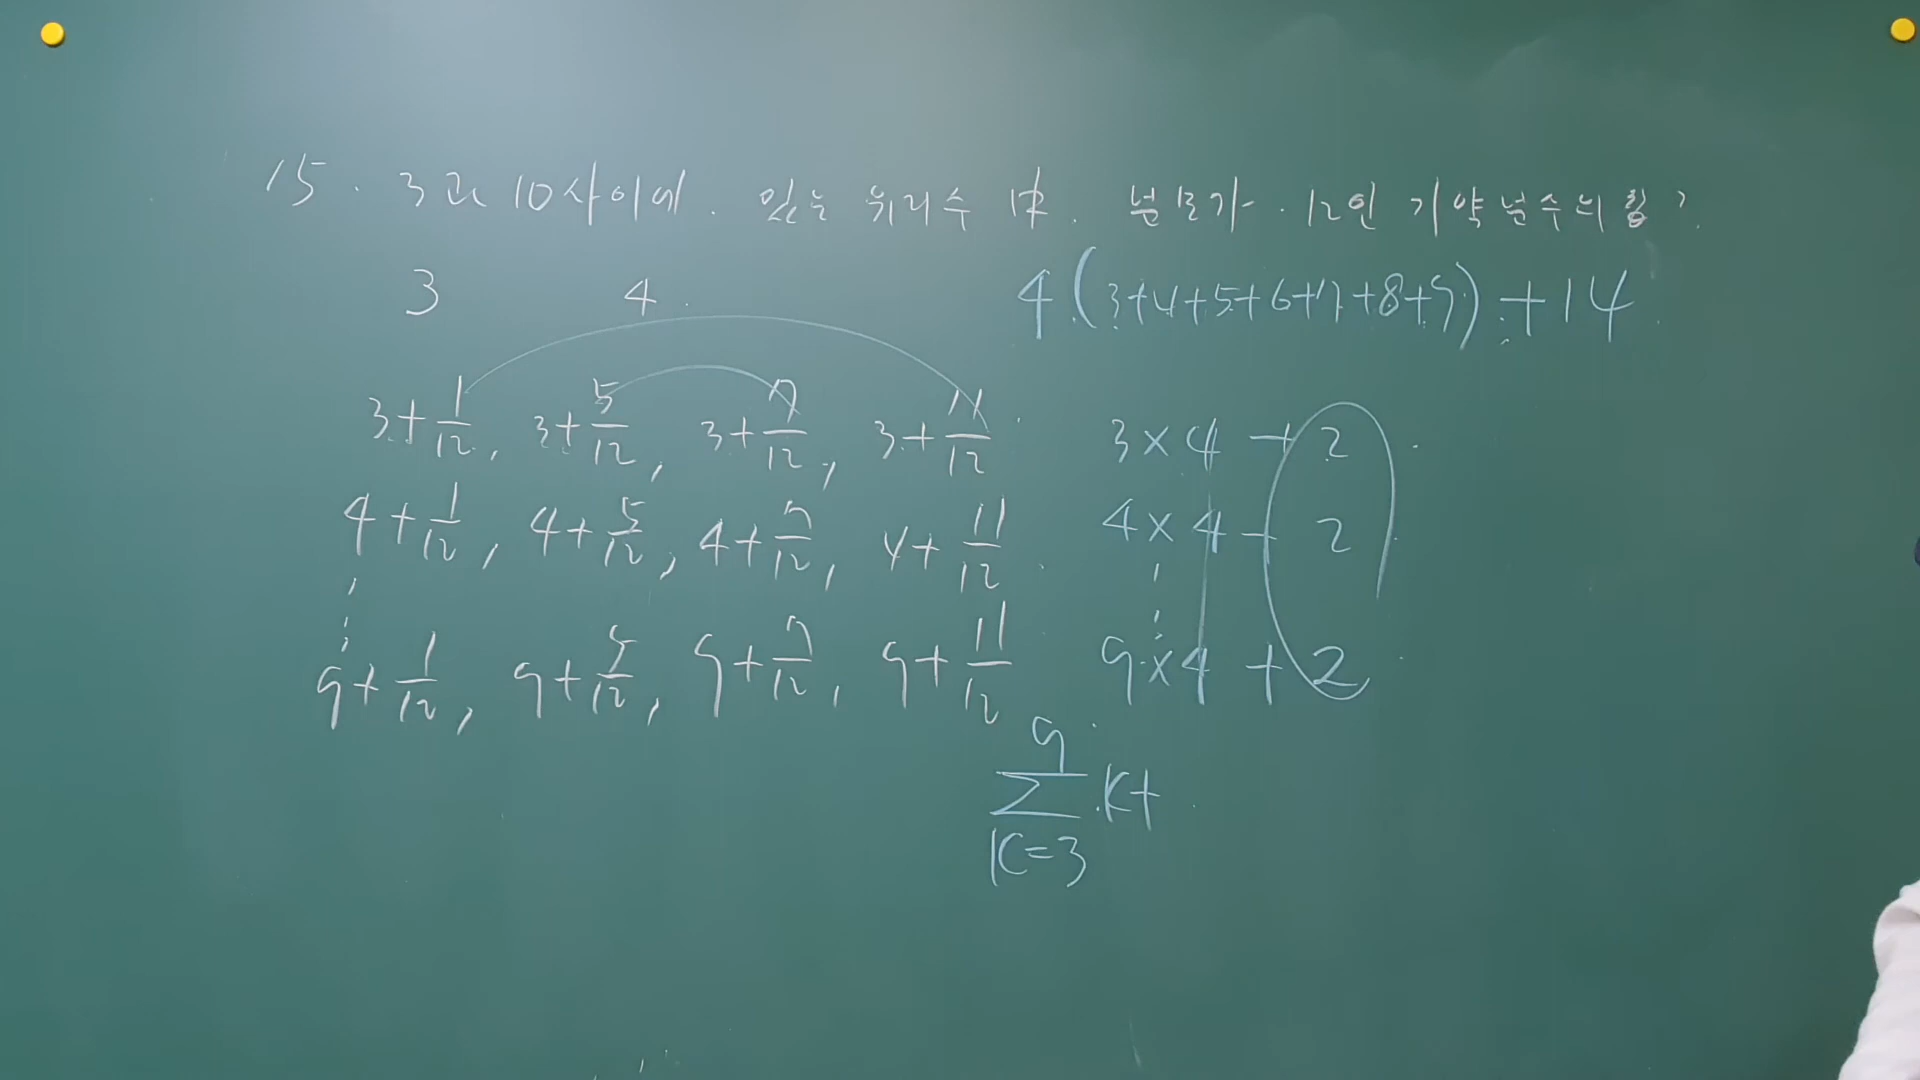 15. 3과 10사이에 있는 유리수 中. 분모가 12인 기약분수의 합?
3 4 4(3+4+5+6+7+8+9)+14
3+1/12, 3+5/12, 3+7/12, 3+11/12 3×4+2
4+1/12, 4+5/12, 4+7/12, 4+11/12 4×4+2
9+1/12, 9+5/12, 9+7/12, 9+11/12 9×4+2
9
Σ K+
K=3